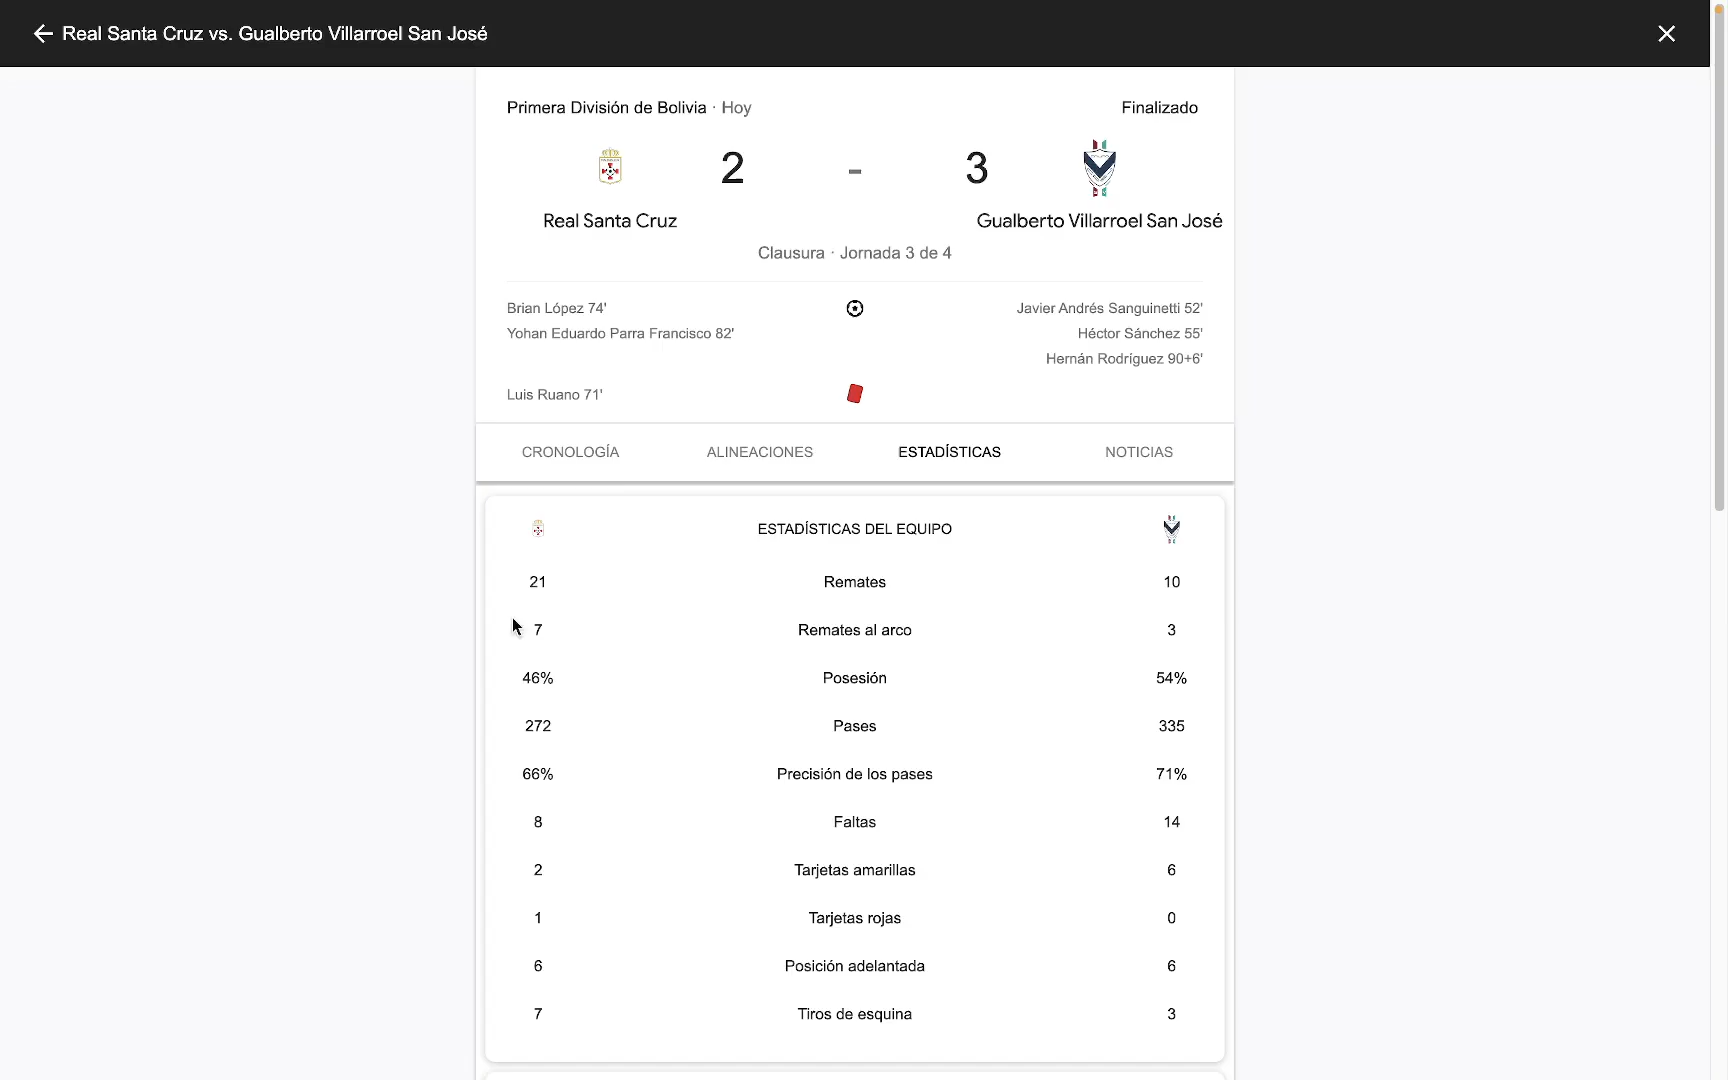 Real Santa Cruz vs. Gualberto Villarroel San José
Primera División de Bolivia · Hoy
Finalizado
2 - 3
Real Santa Cruz
Gualberto Villarroel San José
Clausura · Jornada 3 de 4
Brian López 74'
Yohan Eduardo Parra Francisco 82'
Javier Andrés Sanguinetti 52'
Héctor Sánchez 55'
Hernán Rodríguez 90+6'
Luis Ruano 71'
CRONOLOGÍA ALINEACIONES ESTADÍSTICAS NOTICIAS
ESTADÍSTICAS DEL EQUIPO
21 Remates 10
7 Remates al arco 3
46% Posesión 54%
272 Pases 335
66% Precisión de los pases 71%
8 Faltas 14
2 Tarjetas amarillas 6
1 Tarjetas rojas 0
6 Posición adelantada 6
7 Tiros de esquina 3